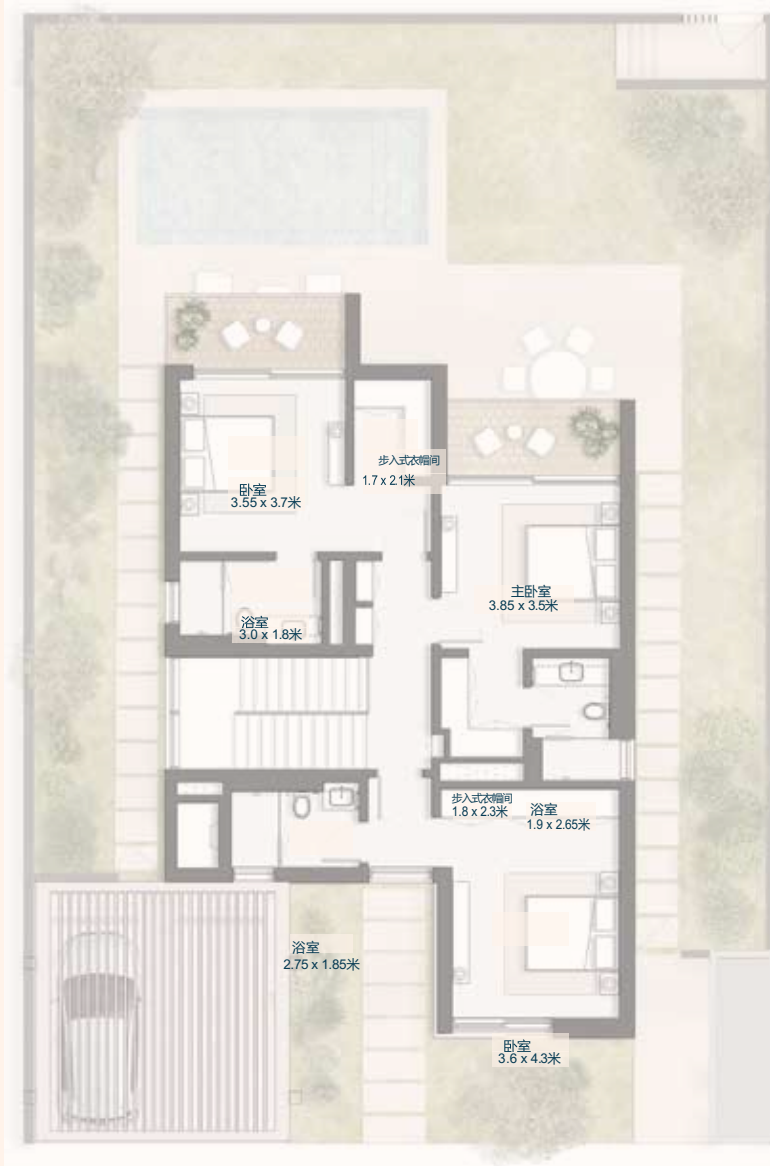 步入式衣帽间
1.7 x 2.1米
卧室
3.55 x 3.7米
主卧室
3.85 x 3.5米
浴室
3.0 x 1.8米
步入式衣帽间
1.8 x 2.3米
浴室
1.9 x 2.65米
浴室
2.75 x 1.85米
卧室
3.6 x 4.3米